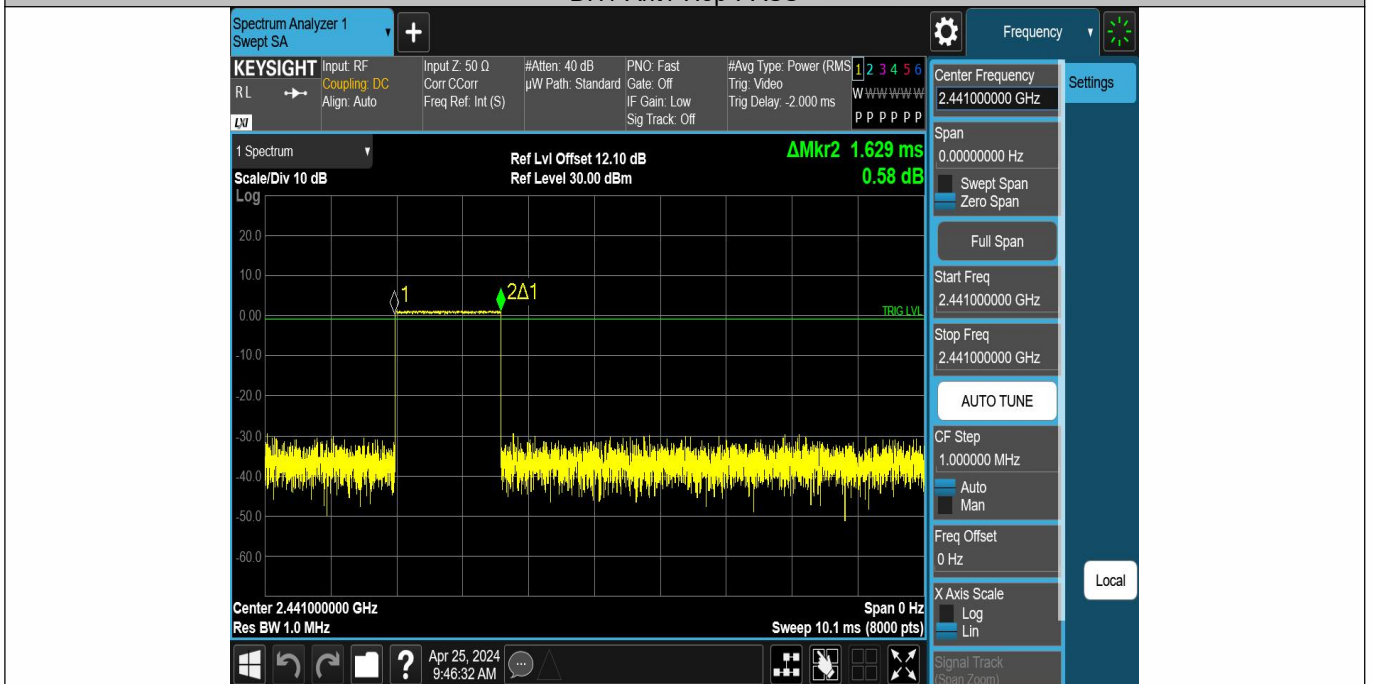 Spectrum Analyzer 1
Swept SA
Frequency
KEYSIGHT
RL
LXI
Input: RF
Coupling: DC
Align: Auto
Input Z: 50 Ω
Corr CCorr
Freq Ref: Int (S)
#Atten: 40 dB
µW Path: Standard
PNO: Fast
Gate: Off
IF Gain: Low
Sig Track: Off
#Avg Type: Power (RMS
Trig: Video
Trig Delay: -2.000 ms
1 2 3 4 5 6
W W W W W W
P P P P P P
1 Spectrum
Scale/Div 10 dB
Log
Ref Lvl Offset 12.10 dB
Ref Level 30.00 dBm
ΔMkr2 1.629 ms
0.58 dB
20.0
10.0
0.00
-10.0
-20.0
-30.0
-40.0
-50.0
-60.0
1
2Δ1
TRIG LVL
Center 2.441000000 GHz
Res BW 1.0 MHz
Span 0 Hz
Sweep 10.1 ms (8000 pts)
Center Frequency
2.441000000 GHz
Settings
Span
0.00000000 Hz
Swept Span
Zero Span
Full Span
Start Freq
2.441000000 GHz
Stop Freq
2.441000000 GHz
AUTO TUNE
CF Step
1.000000 MHz
Auto
Man
Freq Offset
0 Hz
X Axis Scale
Log
Lin
Signal Track
(Span Zoom)
Local
?
Apr 25, 2024
9:46:32 AM